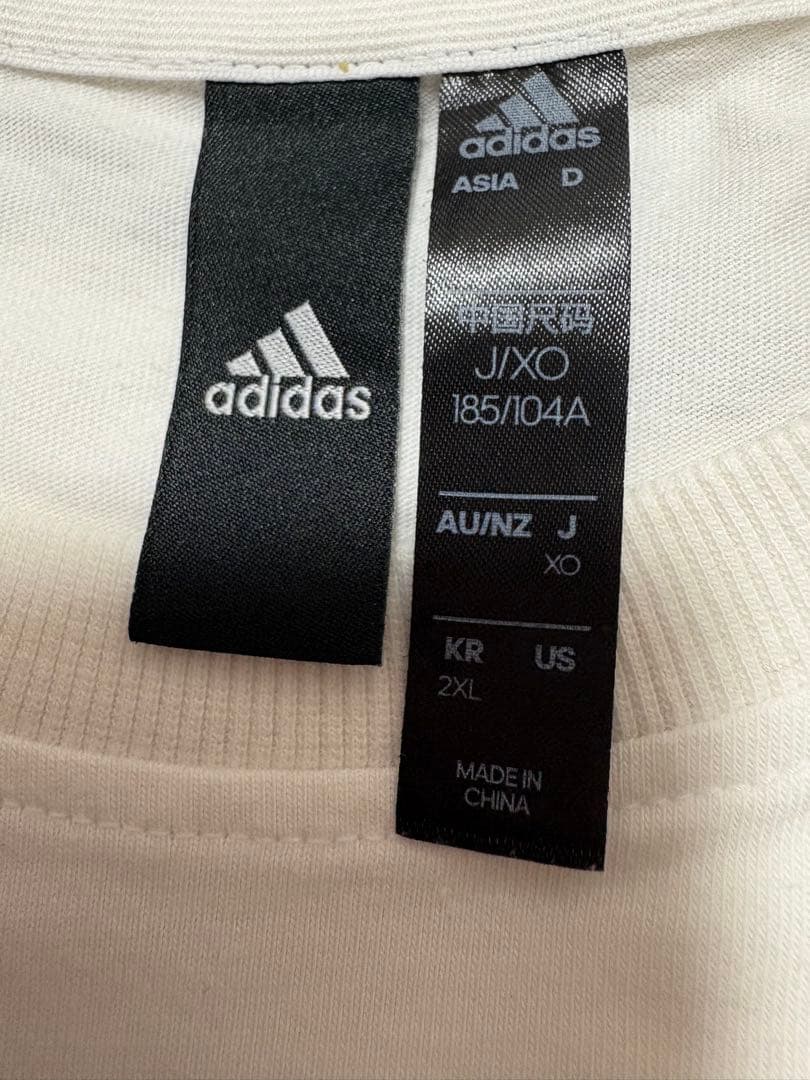 adidas
adidas
ASIA D
中国尺码
J/XO
185/104A
AU/NZ J
XO
KR US
2XL
MADE IN
CHINA